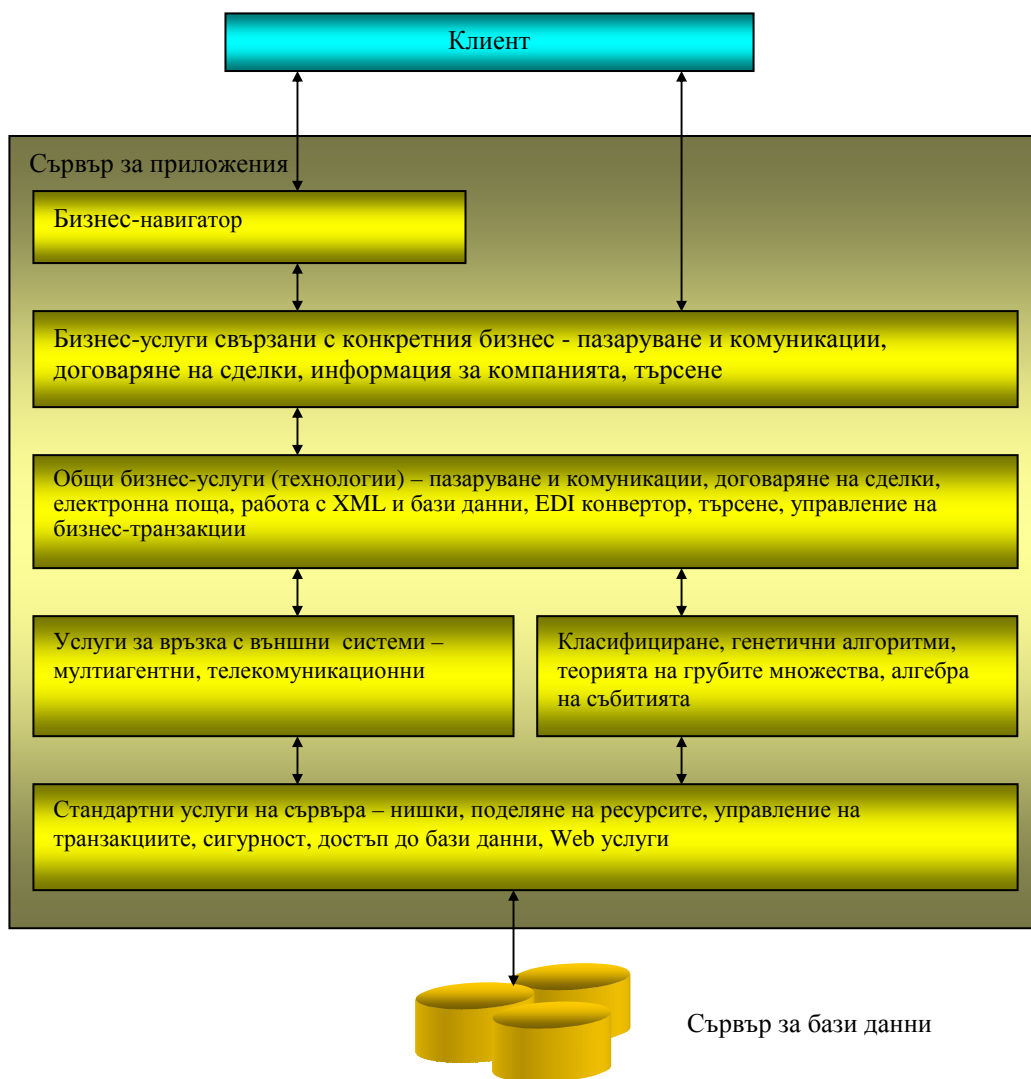 Клиент
Сървър за приложения
Бизнес-навигатор
Бизнес-услуги свързани с конкретния бизнес - пазаруване и комуникации,
договаряне на сделки, информация за компанията, търсене
Общи бизнес-услуги (технологии) – пазаруване и комуникации, договаряне на сделки,
електронна поща, работа с XML и бази данни, EDI конвертор, търсене, управление на
бизнес-транзакции
Услуги за връзка с външни системи –
мултиагентни, телекомуникационни
Класифициране, генетични алгоритми,
теорията на грубите множества, алгебра
на събитията
Стандартни услуги на сървъра – нишки, поделяне на ресурсите, управление на
транзакциите, сигурност, достъп до бази данни, Web услуги
Сървър за бази данни